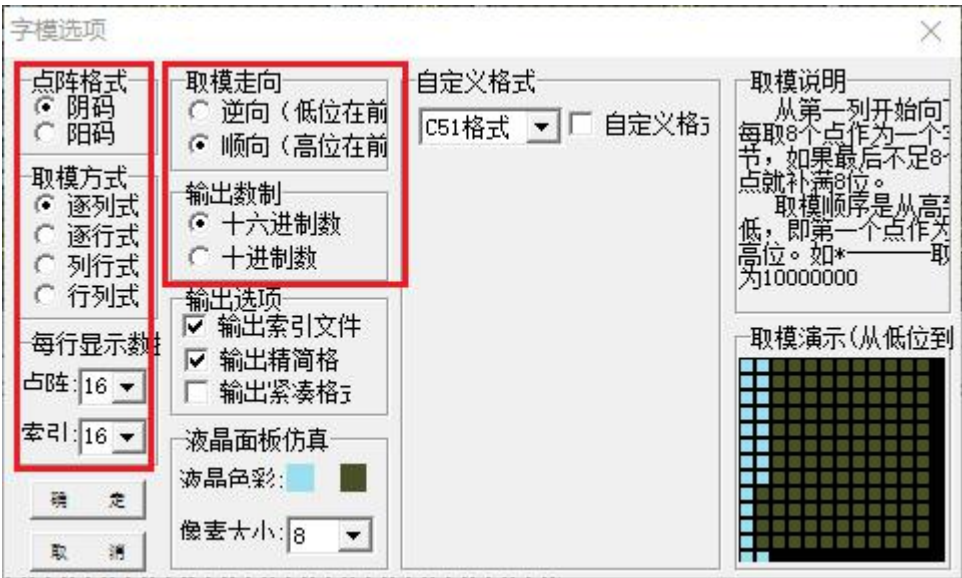 字模选项
点阵格式
阴码
阳码
取模方式
逐列式
逐行式
列行式
行列式
每行显示数
点阵:16
索引:16
确 定
取 消
取模走向
逆向（低位在前
顺向（高位在前
输出数制
十六进制数
十进制数
输出选项
输出索引文件
输出精简格
输出紧凑格式
液晶面板仿真
液晶色彩:
像素大小:8
自定义格式
C51格式
自定义格
取模说明
从第一列开始向
每取8个点作为一个
节，如果最后不足8
点就补满8位。
取模顺序是从高
低，即第一个点作为
高位。如*———取
为10000000
取模演示(从低位到